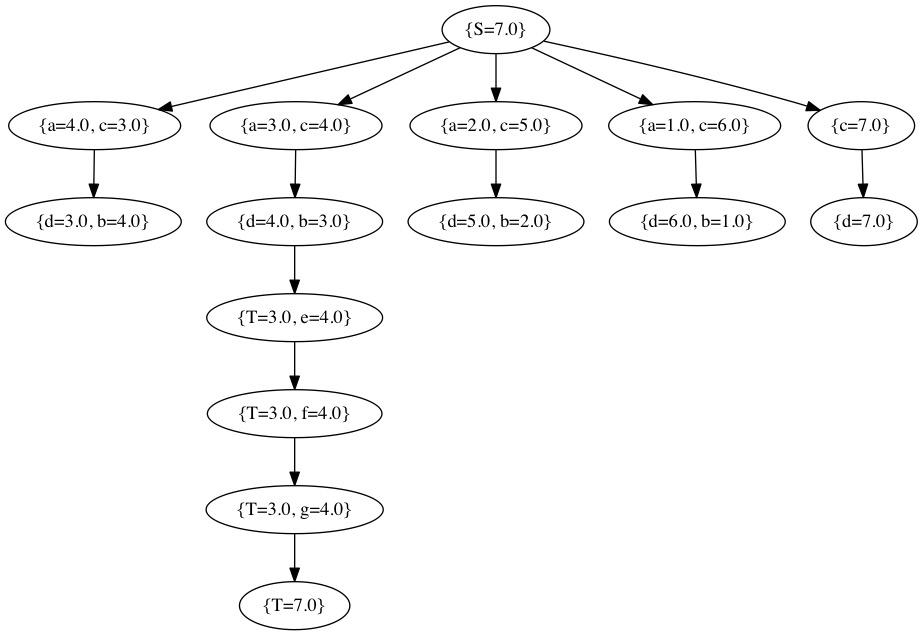 {S=7.0}
{a=4.0, c=3.0}
{a=3.0, c=4.0}
{a=2.0, c=5.0}
{a=1.0, c=6.0}
{c=7.0}
{d=3.0, b=4.0}
{d=4.0, b=3.0}
{d=5.0, b=2.0}
{d=6.0, b=1.0}
{d=7.0}
{T=3.0, e=4.0}
{T=3.0, f=4.0}
{T=3.0, g=4.0}
{T=7.0}